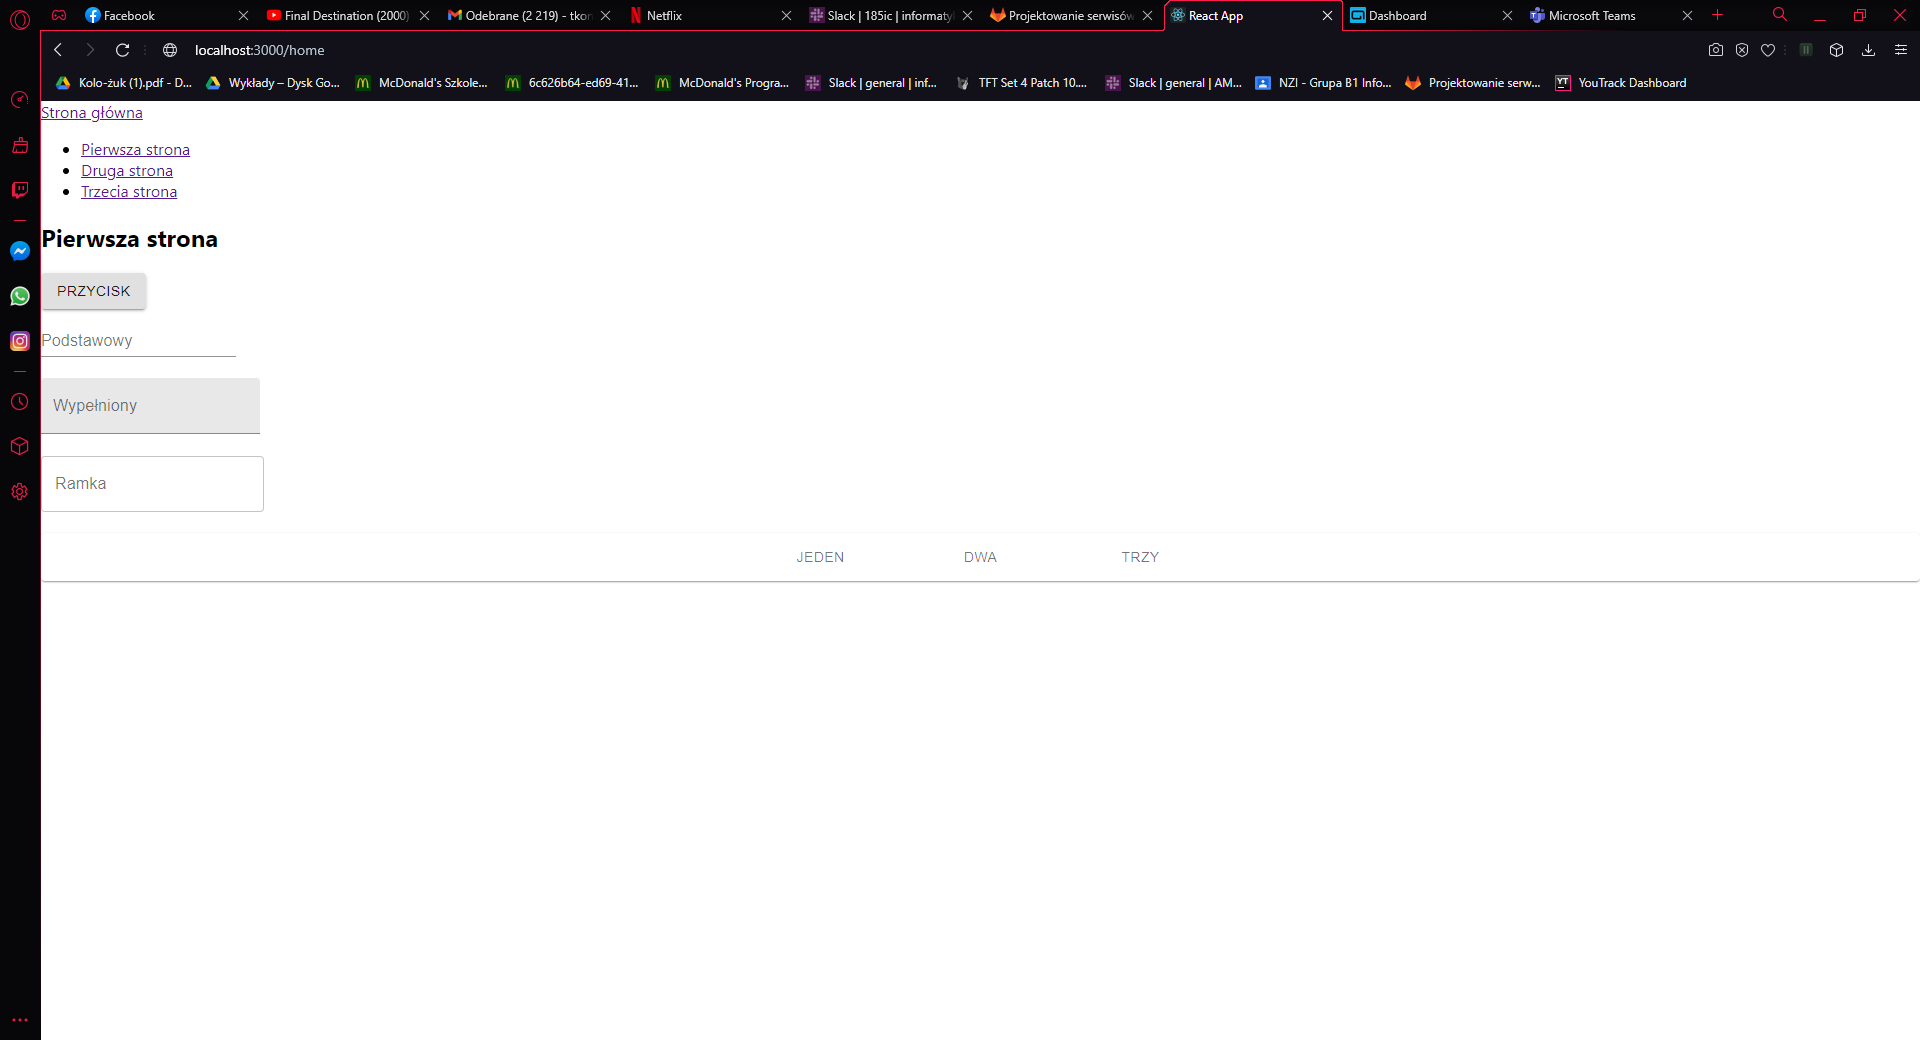 Facebook
Final Destination (2000)
Odebrane (2 219) - tkon
Netflix
Slack | 185ic | informatyk
Projektowanie serwisów
React App
Dashboard
Microsoft Teams
localhost:3000/home
Kolo-żuk (1).pdf - D...
Wykłady – Dysk Go...
McDonald's Szkole...
6c626b64-ed69-41...
McDonald's Progra...
Slack | general | inf...
TFT Set 4 Patch 10....
Slack | general | AM...
NZI - Grupa B1 Info...
Projektowanie serw...
YT YouTrack Dashboard
Strona główna
Pierwsza strona
Druga strona
Trzecia strona
Pierwsza strona
PRZYCISK
Podstawowy
Wypełniony
Ramka
JEDEN DWA TRZY